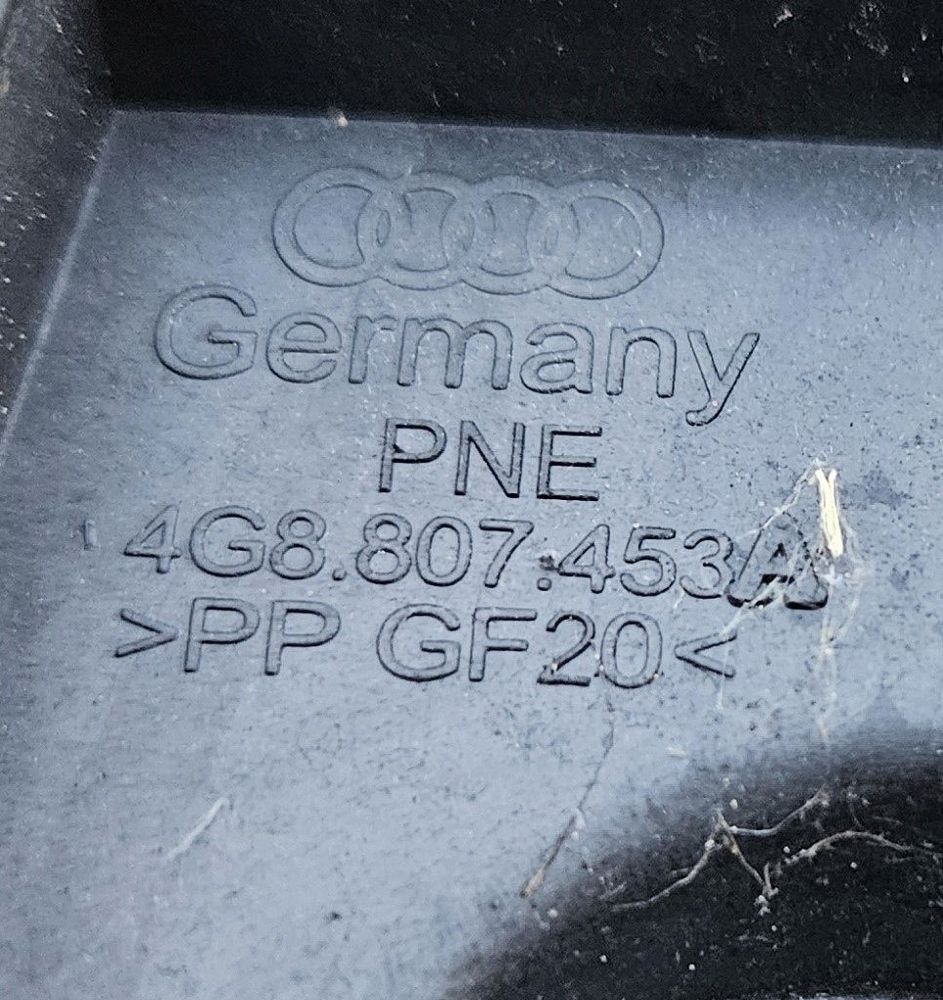 Germany
PNE
4G8.807.453A
>PP GF20<